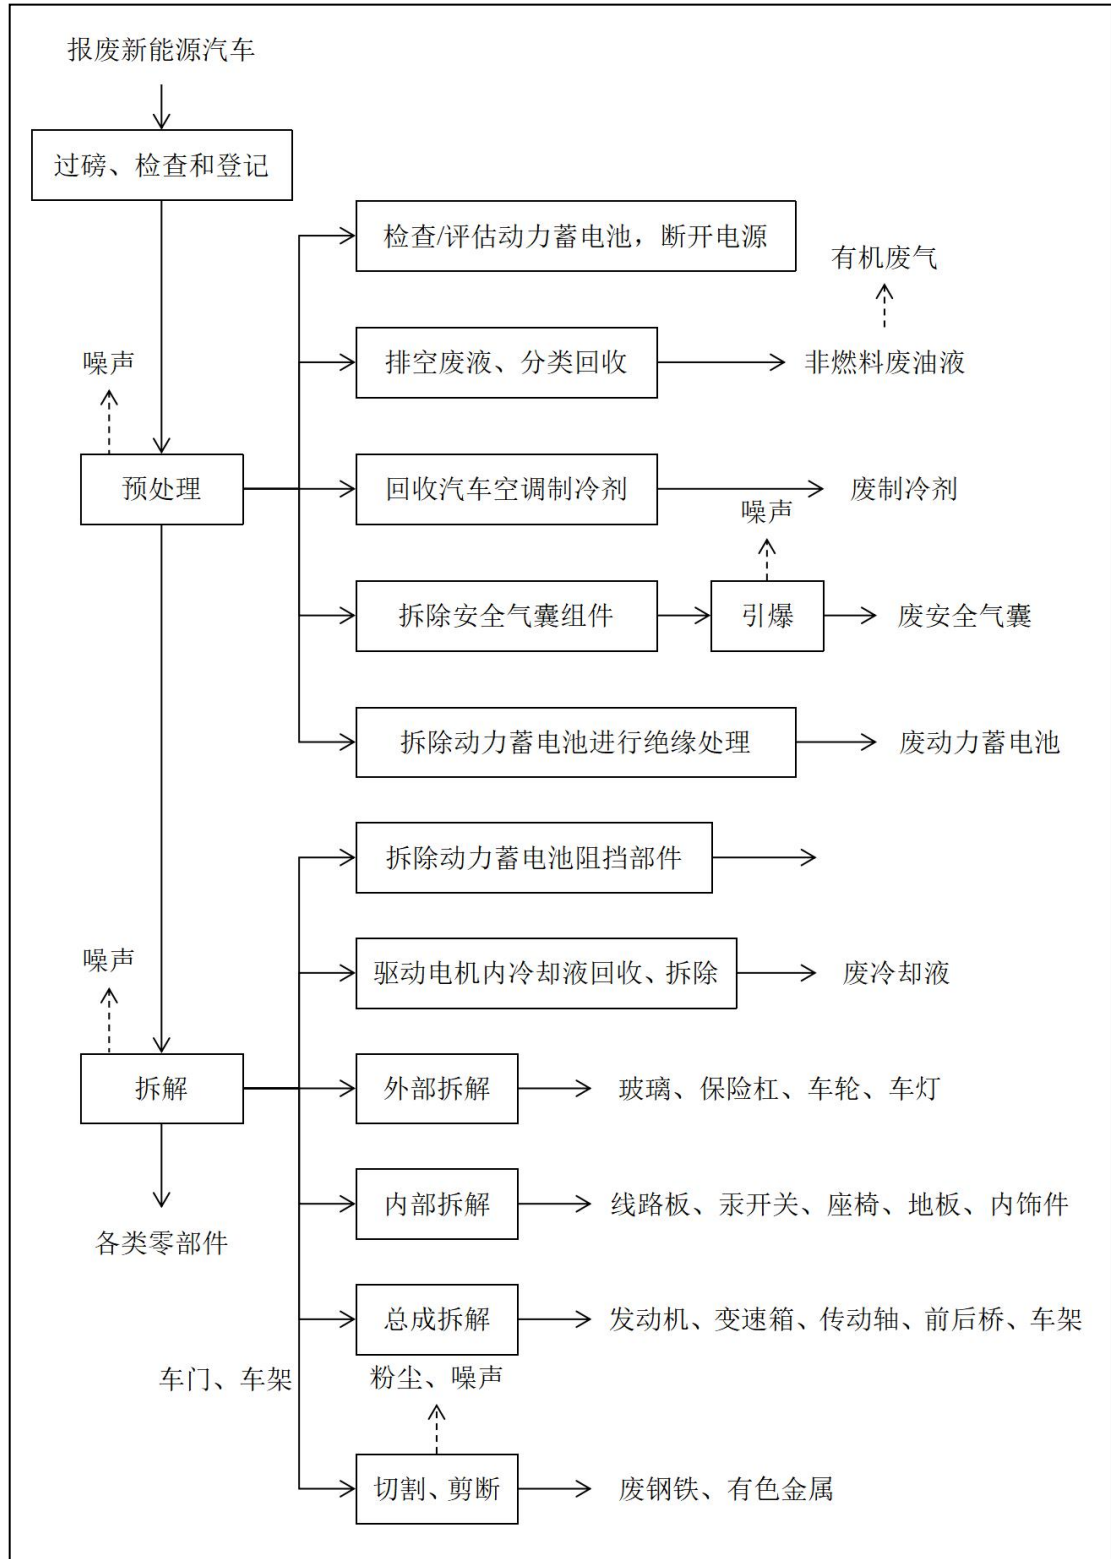 报废新能源汽车
过磅、检查和登记
检查/评估动力蓄电池，断开电源
有机废气
噪声
排空废液、分类回收
非燃料废油液
预处理
回收汽车空调制冷剂
废制冷剂
噪声
拆除安全气囊组件
引爆
废安全气囊
拆除动力蓄电池进行绝缘处理
废动力蓄电池
拆除动力蓄电池阻挡部件
噪声
驱动电机内冷却液回收、拆除
废冷却液
拆解
外部拆解
玻璃、保险杠、车轮、车灯
内部拆解
线路板、汞开关、座椅、地板、内饰件
各类零部件
总成拆解
发动机、变速箱、传动轴、前后桥、车架
车门、车架
粉尘、噪声
切割、剪断
废钢铁、有色金属